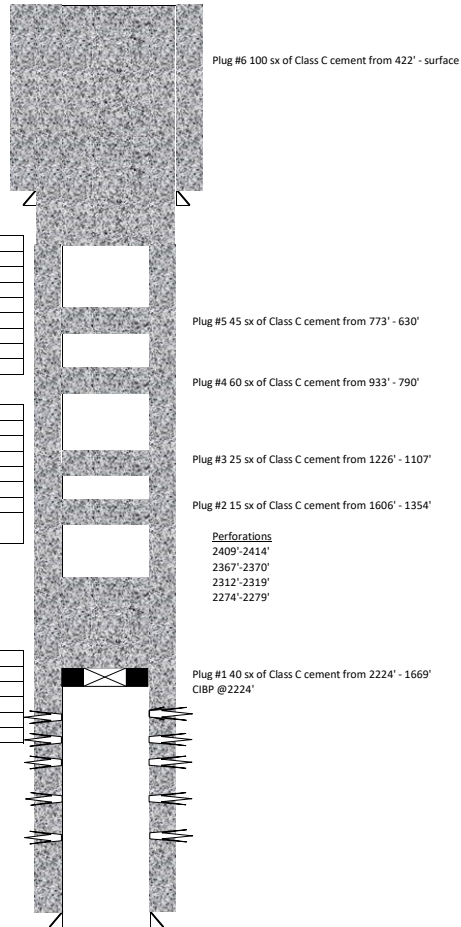 Plug #6 100 sx of Class C cement from 422' - surface
Plug #5 45 sx of Class C cement from 773' - 630'
Plug #4 60 sx of Class C cement from 933' - 790'
Plug #3 25 sx of Class C cement from 1226' - 1107'
Plug #2 15 sx of Class C cement from 1606' - 1354'
Perforations
2409'-2414'
2367'-2370'
2312'-2319'
2274'-2279'
Plug #1 40 sx of Class C cement from 2224' - 1669'
CIBP @2224'